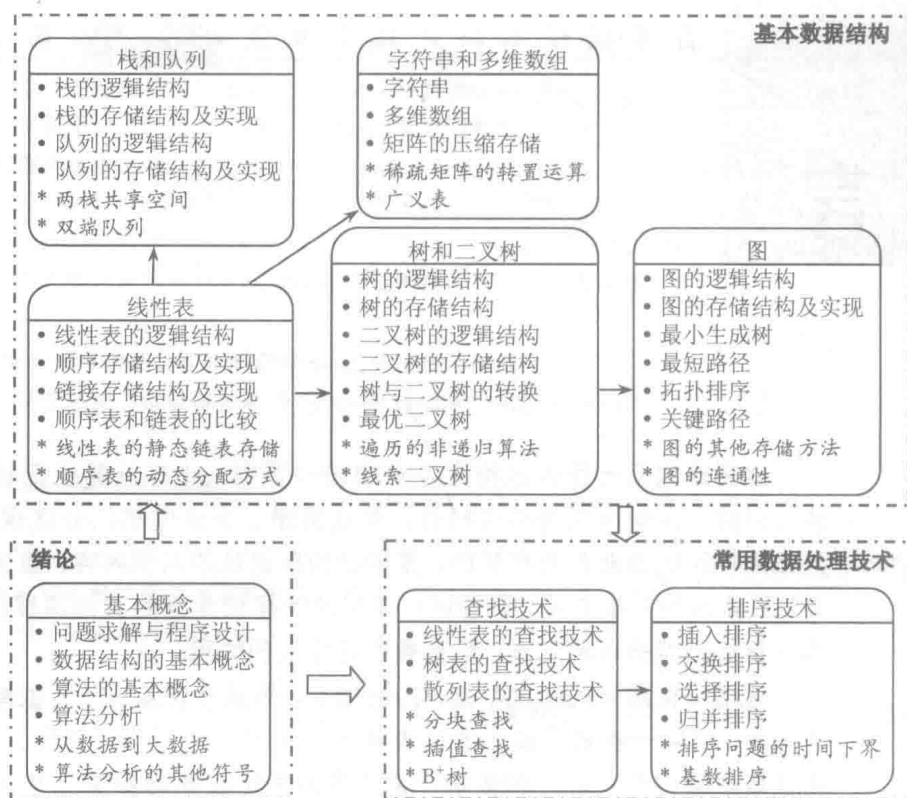 基本数据结构
栈和队列
• 栈的逻辑结构
• 栈的存储结构及实现
• 队列的逻辑结构
• 队列的存储结构及实现
* 两栈共享空间
* 双端队列
字符串和多维数组
• 字符串
• 多维数组
• 矩阵的压缩存储
* 稀疏矩阵的转置运算
* 广义表
线性表
• 线性表的逻辑结构
• 顺序存储结构及实现
• 链接存储结构及实现
• 顺序表和链表的比较
* 线性表的静态链表存储
* 顺序表的动态分配方式
树和二叉树
• 树的逻辑结构
• 树的存储结构
• 二叉树的逻辑结构
• 二叉树的存储结构
• 树与二叉树的转换
• 最优二叉树
* 遍历的非递归算法
* 线索二叉树
图
• 图的逻辑结构
• 图的存储结构及实现
• 最小生成树
• 最短路径
• 拓扑排序
• 关键路径
* 图的其他存储方法
* 图的连通性
绪论
基本概念
• 问题求解与程序设计
• 数据结构的基本概念
• 算法的基本概念
• 算法分析
* 从数据到大数据
* 算法分析的其他符号
常用数据处理技术
查找技术
• 线性表的查找技术
• 树表的查找技术
• 散列表的查找技术
* 分块查找
* 插值查找
* B⁺树
排序技术
• 插入排序
• 交换排序
• 选择排序
• 归并排序
* 排序问题的时间下界
* 基数排序